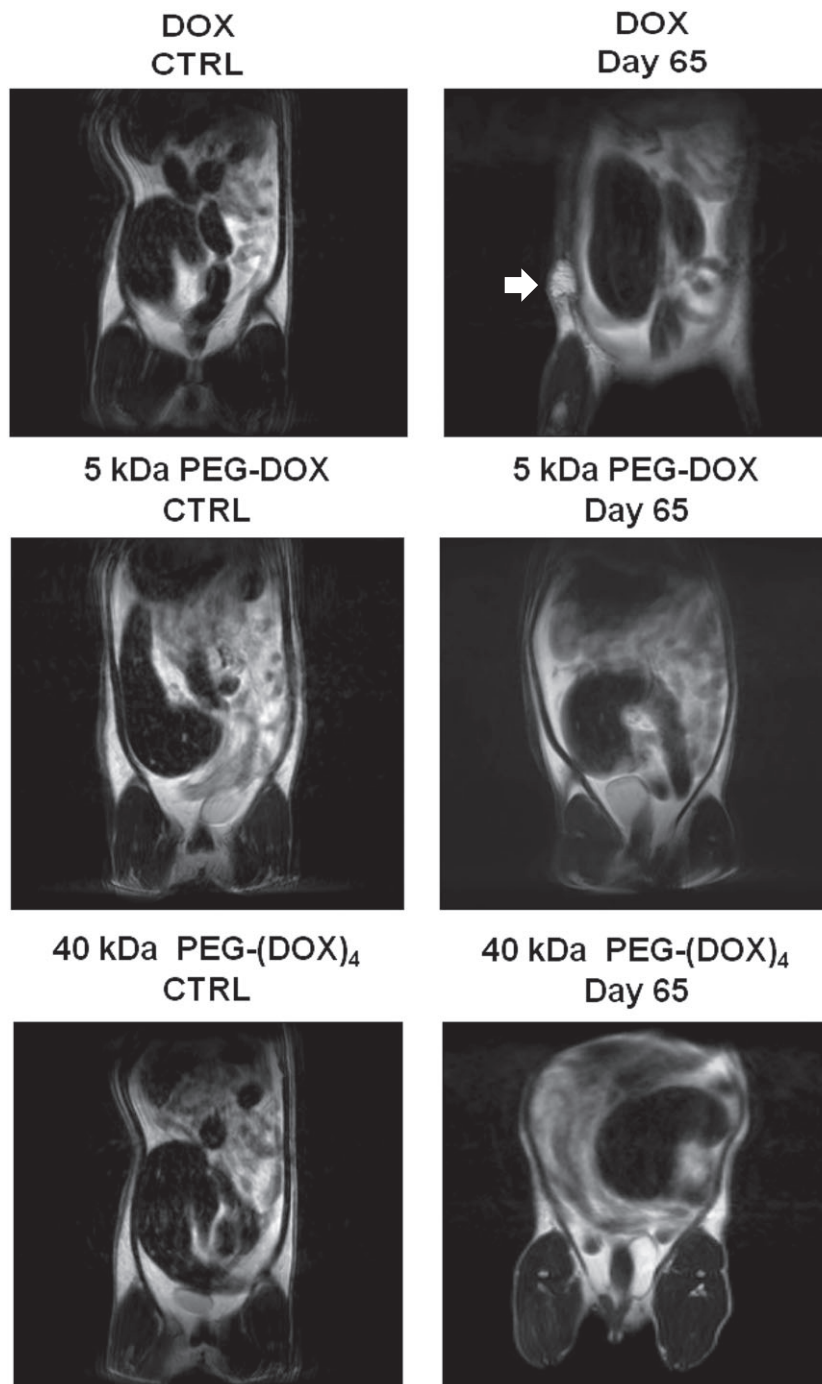 DOX
CTRL
DOX
Day 65
5 kDa PEG-DOX
CTRL
5 kDa PEG-DOX
Day 65
40 kDa PEG-(DOX)₄
CTRL
40 kDa PEG-(DOX)₄
Day 65